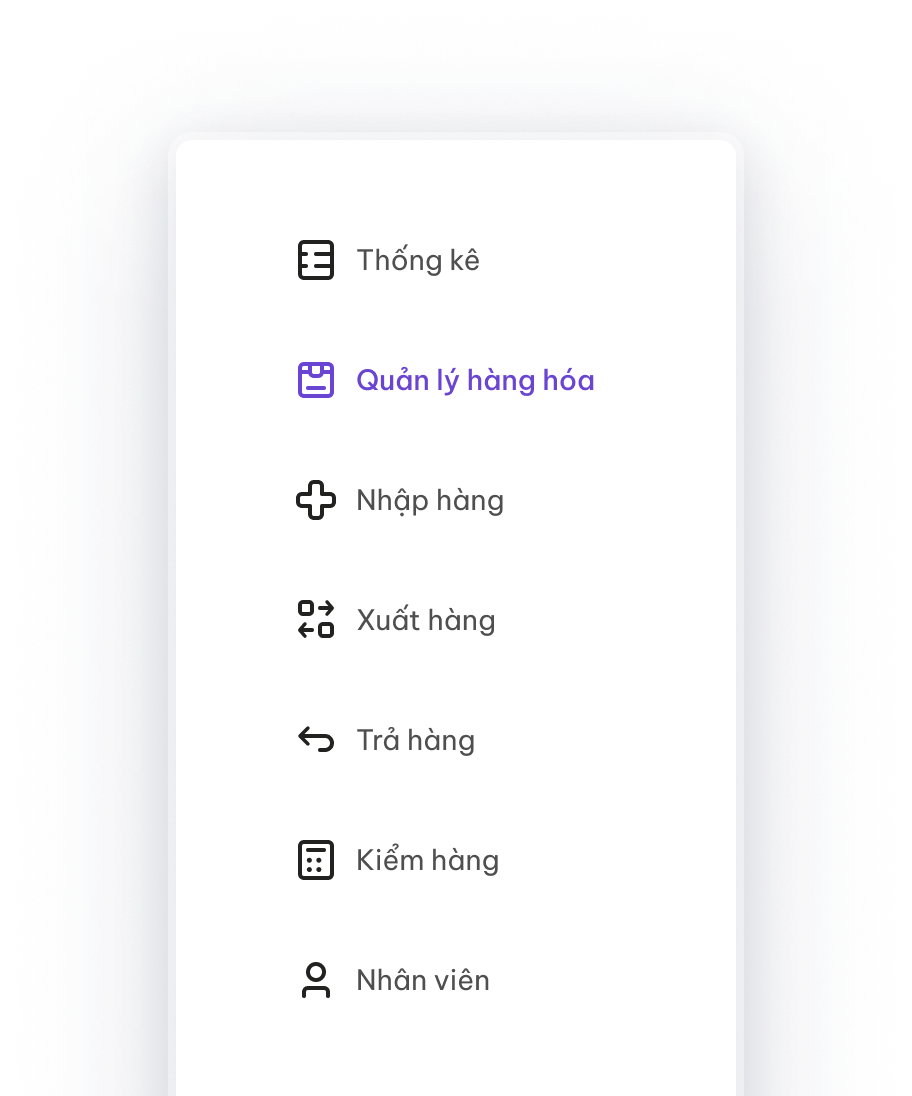 Thống kê
Quản lý hàng hóa
Nhập hàng
Xuất hàng
Trả hàng
Kiểm hàng
Nhân viên